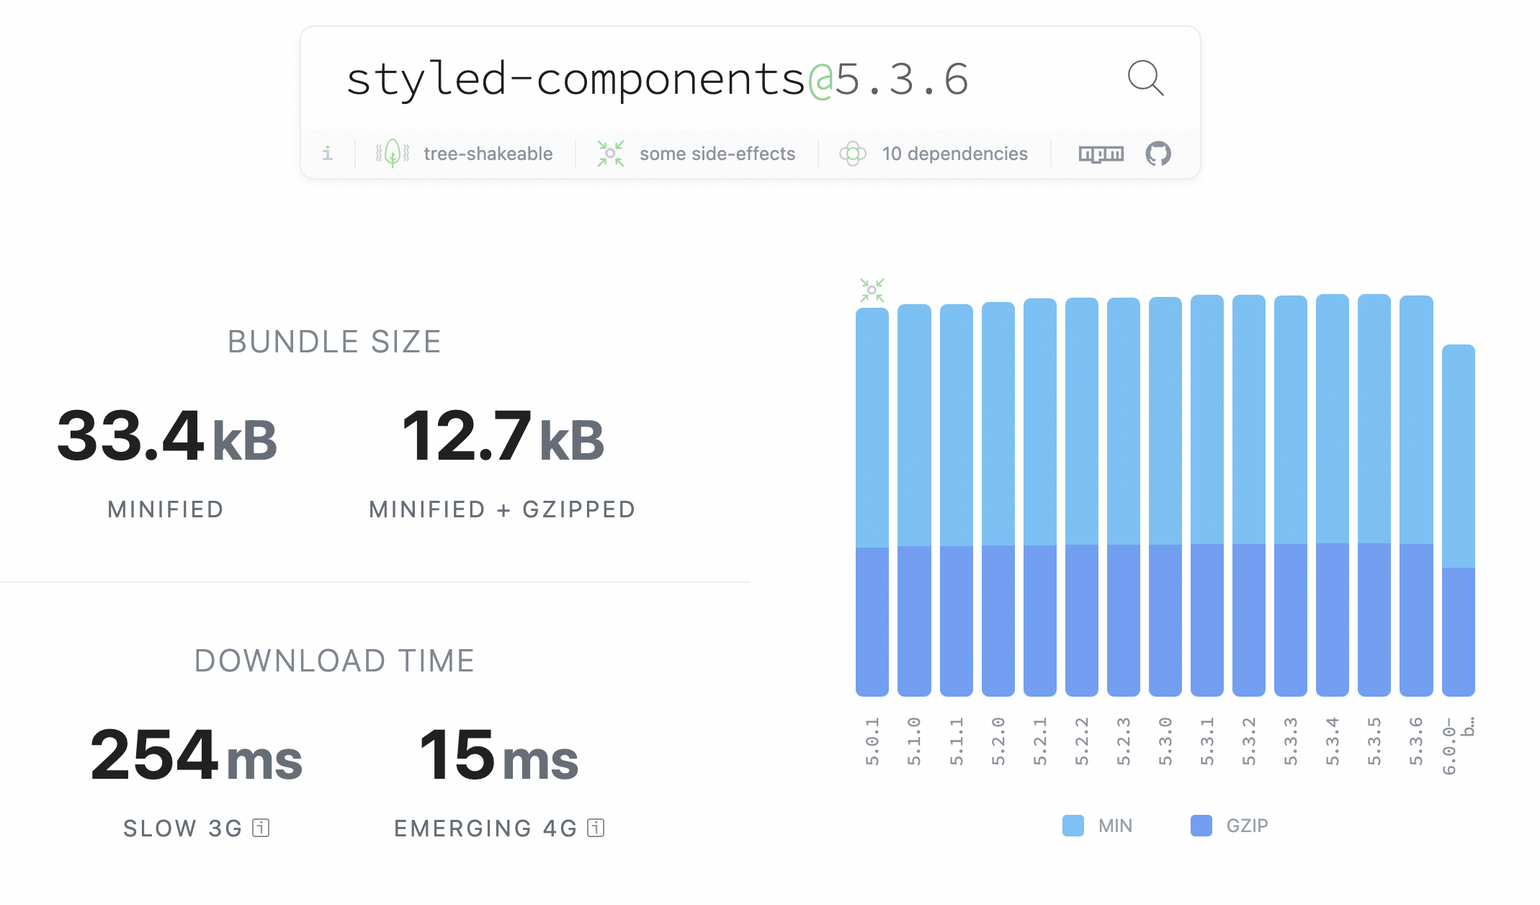 styled-components@5.3.6
i tree-shakeable some side-effects 10 dependencies npm
BUNDLE SIZE
33.4 kB 12.7 kB
MINIFIED MINIFIED + GZIPPED
DOWNLOAD TIME
254 ms 15 ms
SLOW 3G i EMERGING 4G i
5.0.1
5.1.0
5.1.1
5.2.0
5.2.1
5.2.2
5.2.3
5.3.0
5.3.1
5.3.2
5.3.3
5.3.4
5.3.5
5.3.6
6.0.0-
b…
MIN GZIP